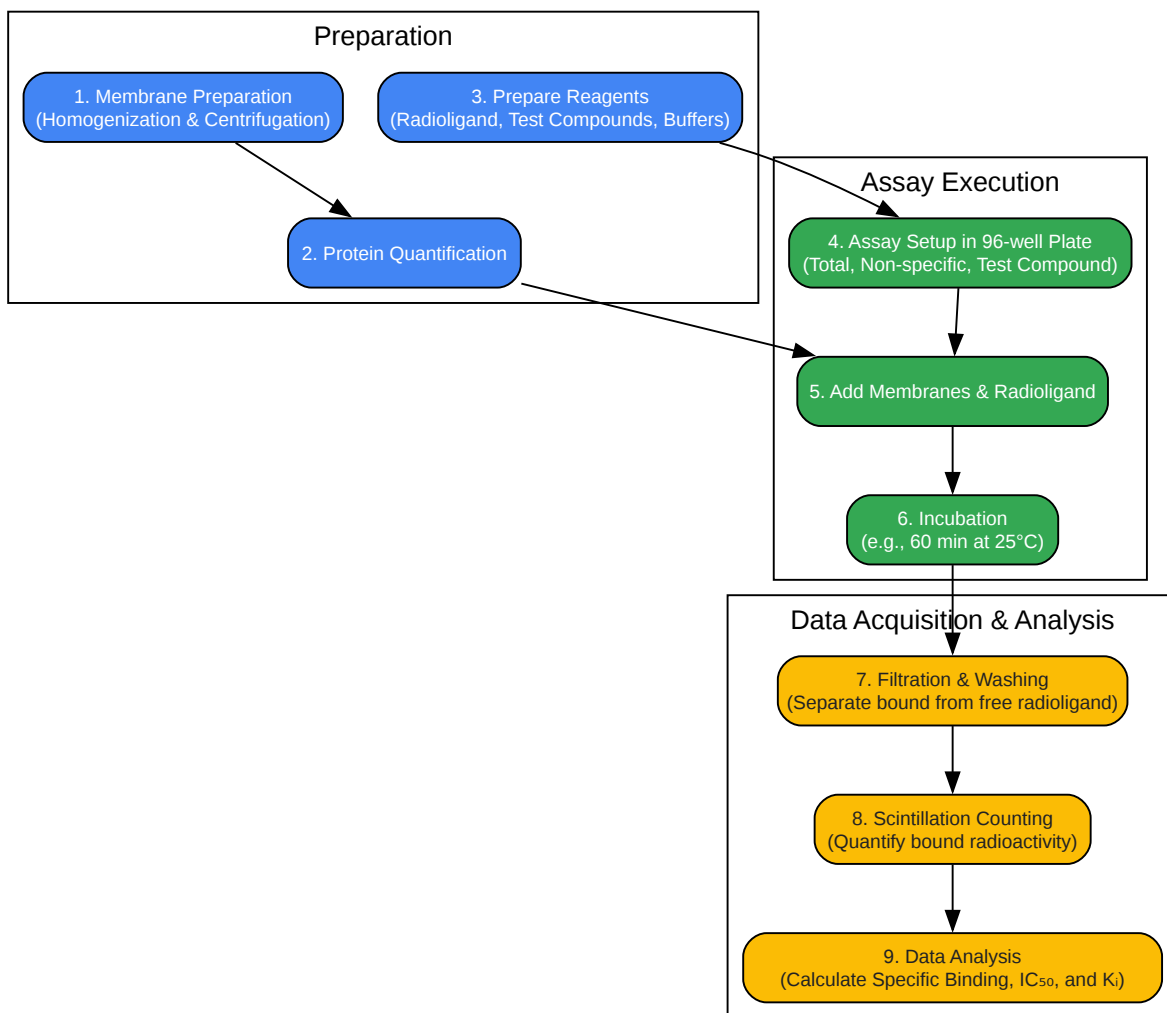 Preparation
1. Membrane Preparation
(Homogenization & Centrifugation)
3. Prepare Reagents
(Radioligand, Test Compounds, Buffers)
2. Protein Quantification
Assay Execution
4. Assay Setup in 96-well Plate
(Total, Non-specific, Test Compound)
5. Add Membranes & Radioligand
6. Incubation
(e.g., 60 min at 25°C)
Data Acquisition & Analysis
7. Filtration & Washing
(Separate bound from free radioligand)
8. Scintillation Counting
(Quantify bound radioactivity)
9. Data Analysis
(Calculate Specific Binding, IC₅₀, and Kᵢ)